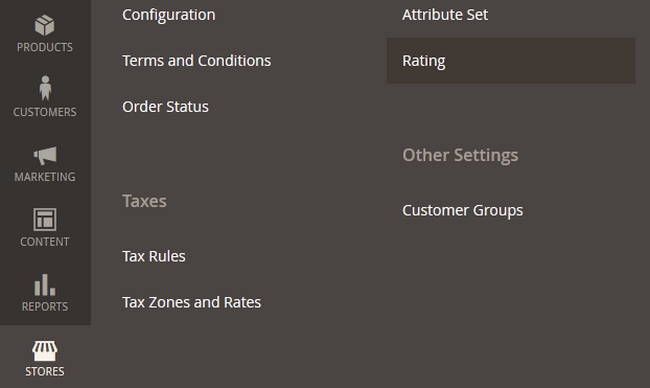 PRODUCTS
CUSTOMERS
MARKETING
CONTENT
REPORTS
STORES
Configuration
Terms and Conditions
Order Status
Taxes
Tax Rules
Tax Zones and Rates
Attribute Set
Rating
Other Settings
Customer Groups